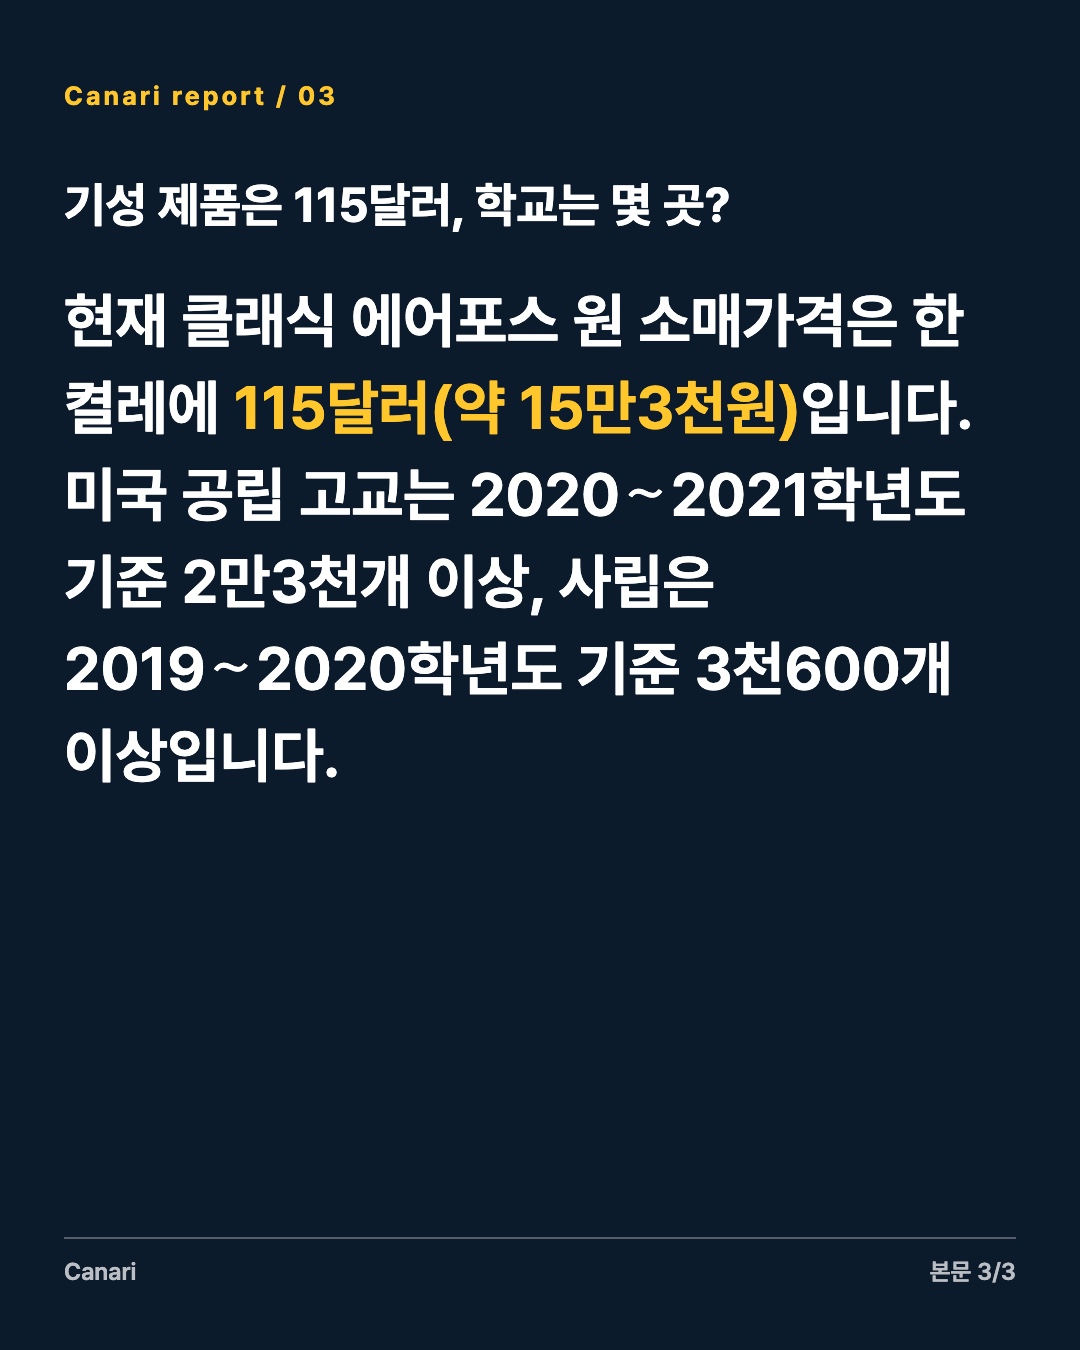 Canari report / 03
기성 제품은 115달러, 학교는 몇 곳?
현재 클래식 에어포스 원 소매가격은 한
켤레에 115달러(약 15만3천원)입니다.
미국 공립 고교는 2020～2021학년도
기준 2만3천개 이상, 사립은
2019～2020학년도 기준 3천600개
이상입니다.
Canari
본문 3/3